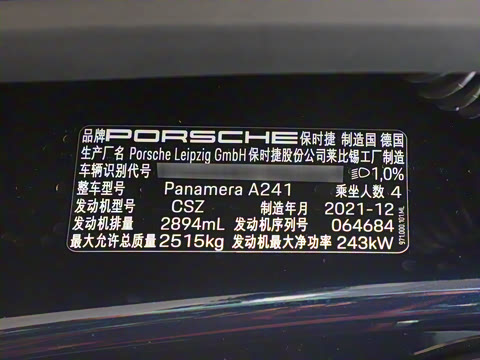 品牌 PORSCHE 保时捷 制造国 德国
生产厂名 Porsche Leipzig GmbH 保时捷股份公司莱比锡工厂制造
车辆识别代号 1,0%
整车型号 Panamera A241 乘坐人数 4
发动机型号 CSZ 制造年月 2021-12
发动机排量 2894mL 发动机序列号 064684
最大允许总质量 2515kg 发动机最大净功率 243kW
971.000.101.ML